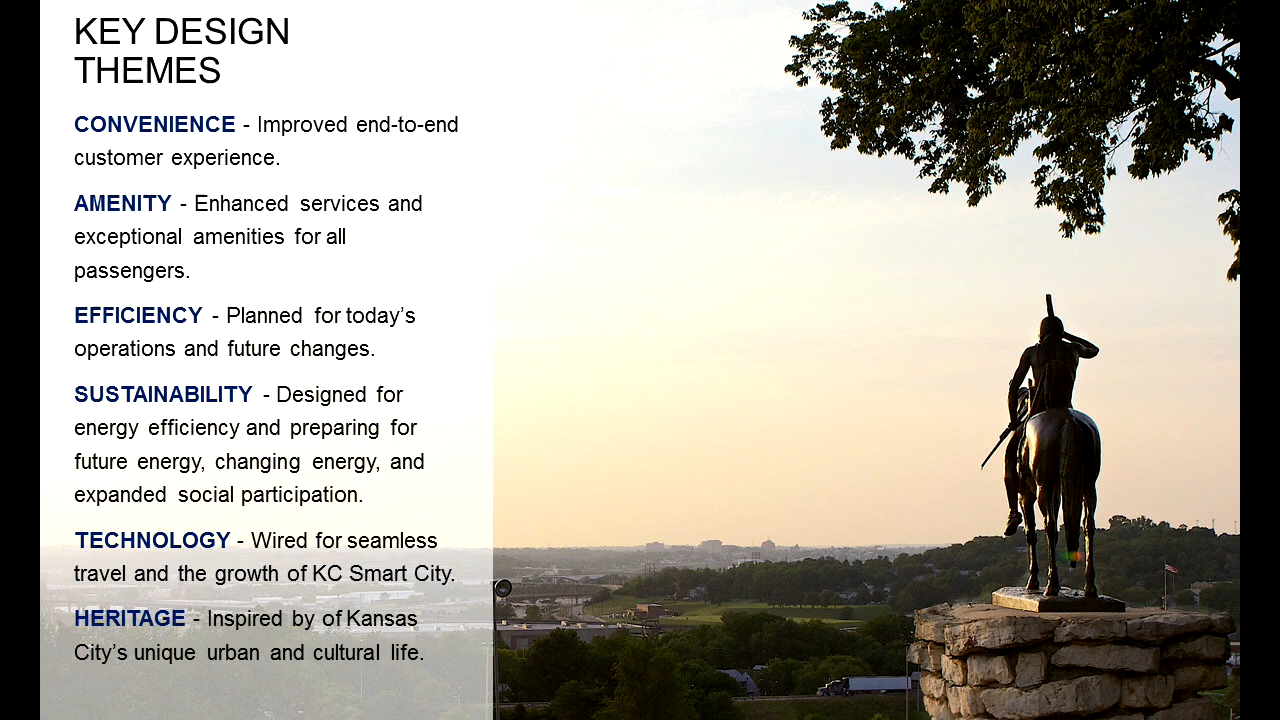 KEY DESIGN
THEMES
CONVENIENCE - Improved end-to-end
customer experience.
AMENITY - Enhanced services and
exceptional amenities for all
passengers.
EFFICIENCY - Planned for today’s
operations and future changes.
SUSTAINABILITY - Designed for
energy efficiency and preparing for
future energy, changing energy, and
expanded social participation.
TECHNOLOGY - Wired for seamless
travel and the growth of KC Smart City.
HERITAGE - Inspired by of Kansas
City’s unique urban and cultural life.